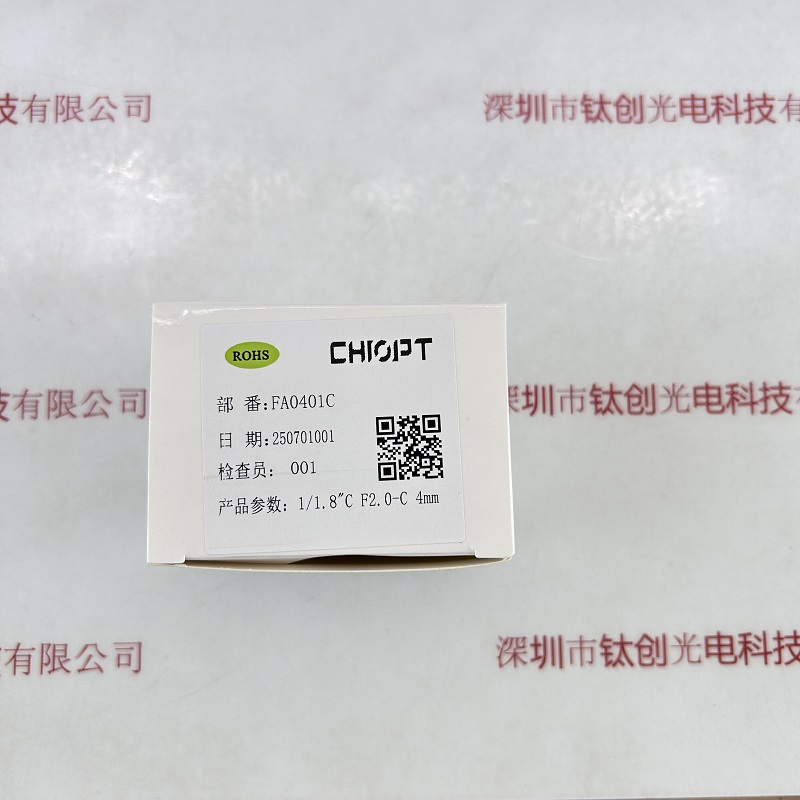 技有限公司
深圳市钛创光电科技有
ROHS
CHIOPT
部 番:FA0401C
日 期:250701001
检查员: 001
产品参数: 1/1.8"C F2.0-C 4mm
技有限公司
深圳市钛创光电科技有
有限公司
深圳市钛创光电科技